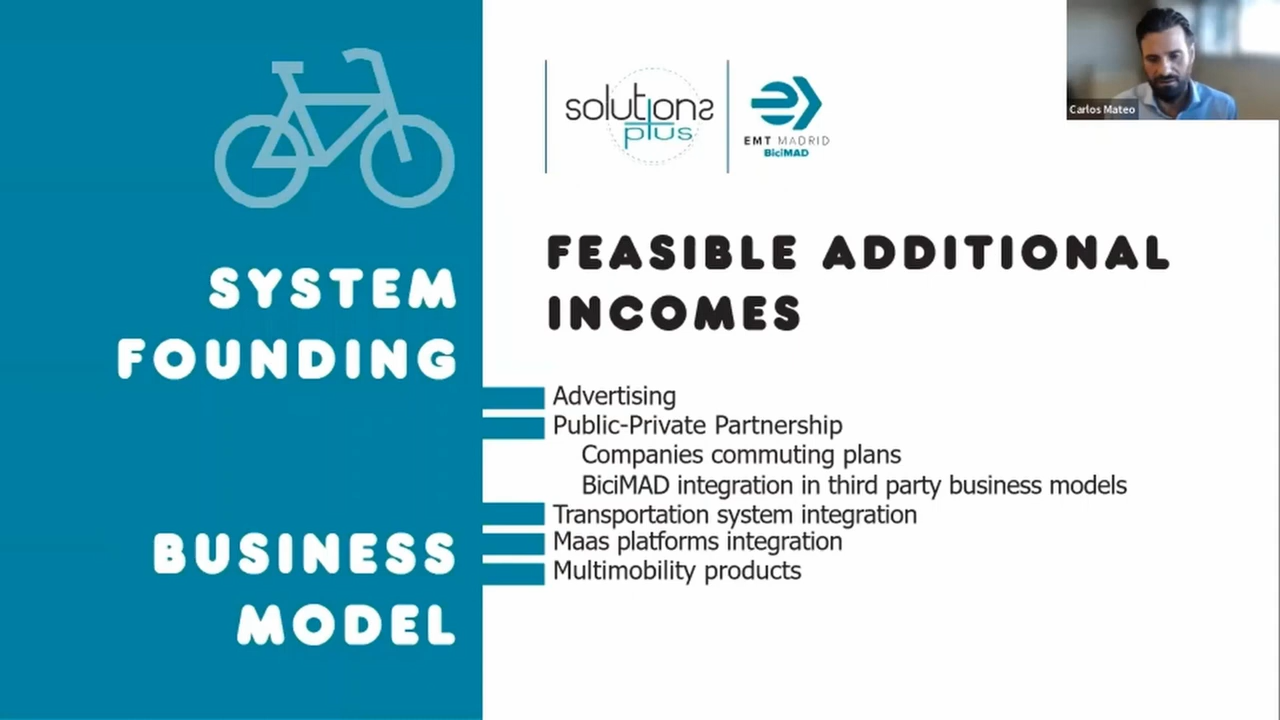 SYSTEM
FOUNDING
BUSINESS
MODEL
solutions
plus
EMT MADRID
BiciMAD
Carlos Mateo
FEASIBLE ADDITIONAL
INCOMES
Advertising
Public-Private Partnership
Companies commuting plans
BiciMAD integration in third party business models
Transportation system integration
Maas platforms integration
Multimobility products